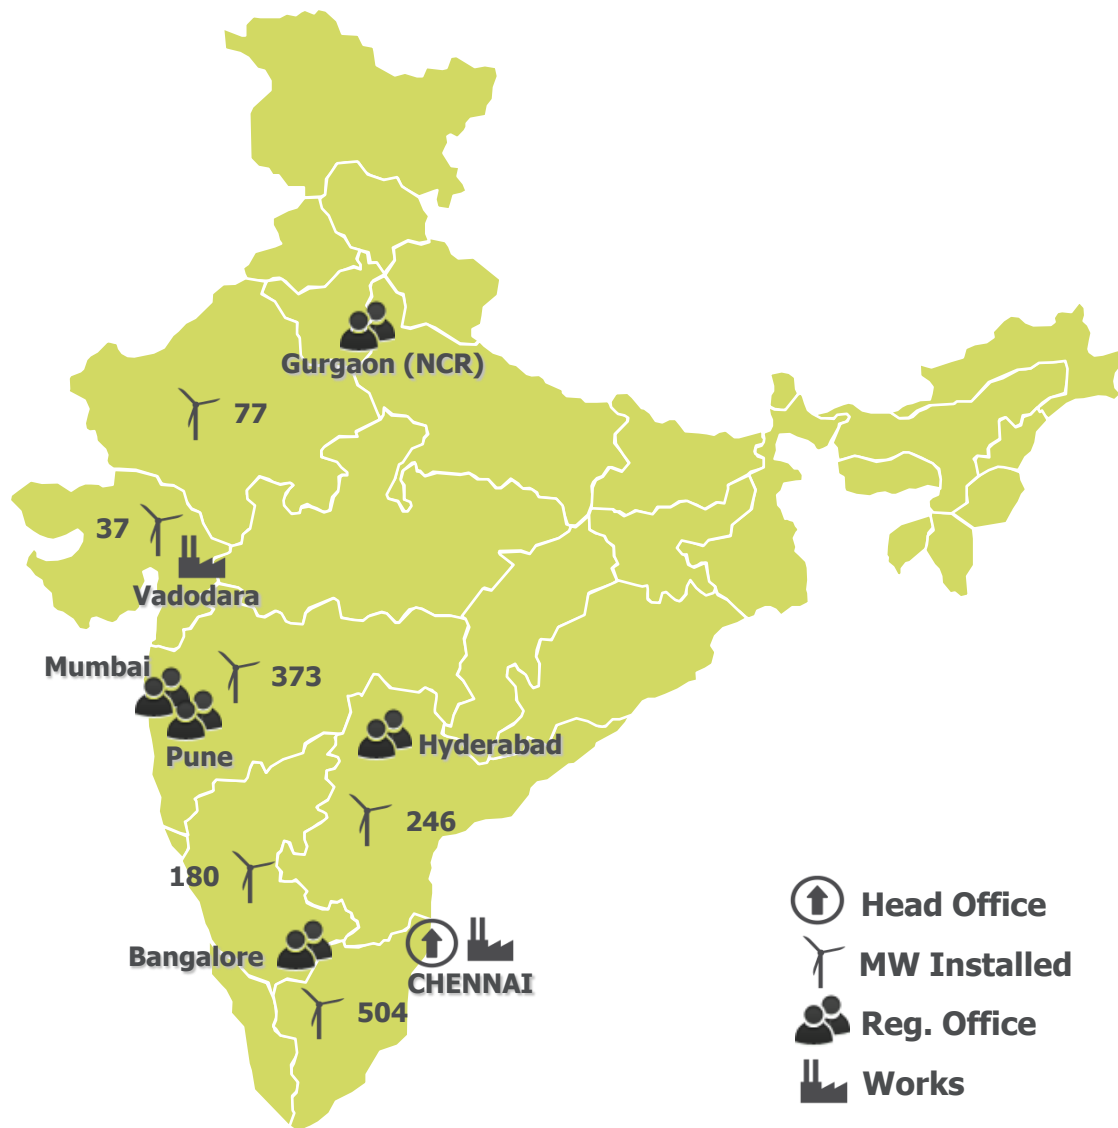 Gurgaon (NCR)
77
37
Vadodara
Mumbai
373
Pune
Hyderabad
246
180
Bangalore
CHENNAI
504
Head Office
MW Installed
Reg. Office
Works